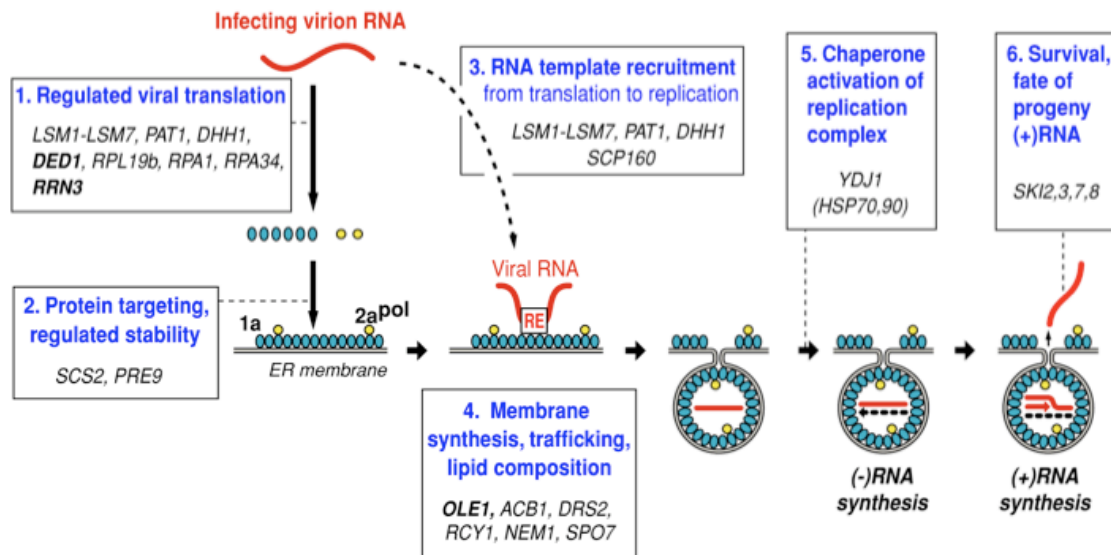 Infecting virion RNA
1. Regulated viral translation
LSM1-LSM7, PAT1, DHH1,
DED1, RPL19b, RPA1, RPA34,
RRN3
3. RNA template recruitment
from translation to replication
LSM1-LSM7, PAT1, DHH1
SCP160
5. Chaperone
activation of
replication
complex
YDJ1
(HSP70,90)
6. Survival,
fate of
progeny
(+)RNA
SKI2,3,7,8
2. Protein targeting,
regulated stability
SCS2, PRE9
1a
2apol
ER membrane
Viral RNA
RE
4. Membrane
synthesis, trafficking,
lipid composition
OLE1, ACB1, DRS2,
RCY1, NEM1, SPO7
(-)RNA
synthesis
(+)RNA
synthesis